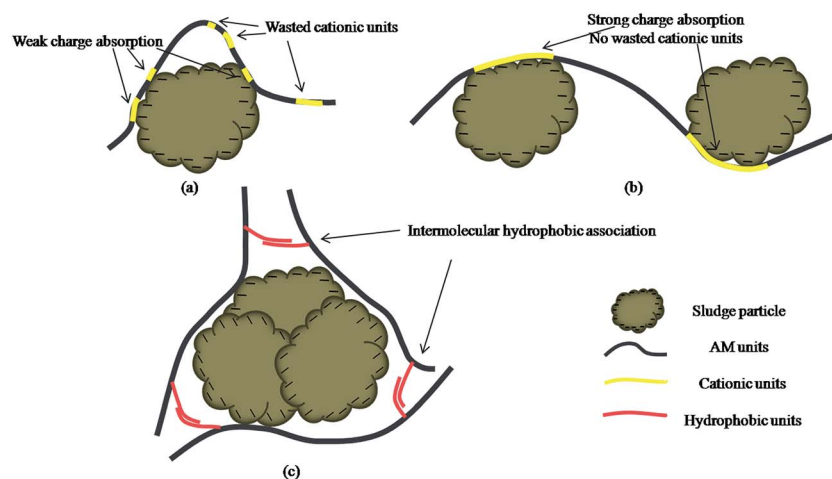 Wasted cationic units
Weak charge absorption
(a)
Strong charge absorption
No wasted cationic units
(b)
Intermolecular hydrophobic association
(c)
Sludge particle
AM units
Cationic units
Hydrophobic units